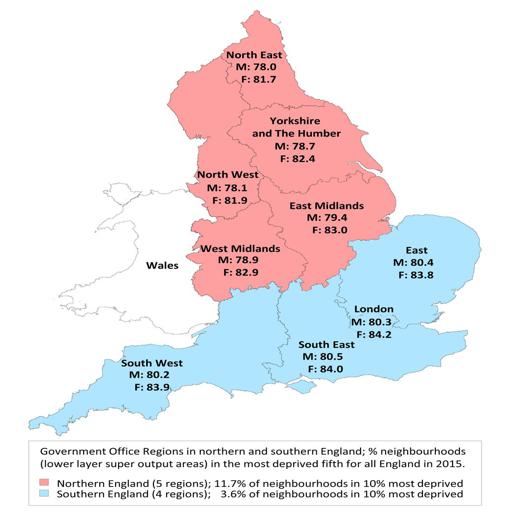 North East
M: 78.0
F: 81.7
Yorkshire
and The Humber
M: 78.7
F: 82.4
North West
M: 78.1
F: 81.9
East Midlands
M: 79.4
F: 83.0
West Midlands
M: 78.9
F: 82.9
Wales
East
M: 80.4
F: 83.8
London
M: 80.3
F: 84.2
South East
M: 80.5
F: 84.0
South West
M: 80.2
F: 83.9
Government Office Regions in northern and southern England; % neighbourhoods
(lower layer super output areas) in the most deprived fifth for all England in 2015.
Northern England (5 regions); 11.7% of neighbourhoods in 10% most deprived
Southern England (4 regions); 3.6% of neighbourhoods in 10% most deprived